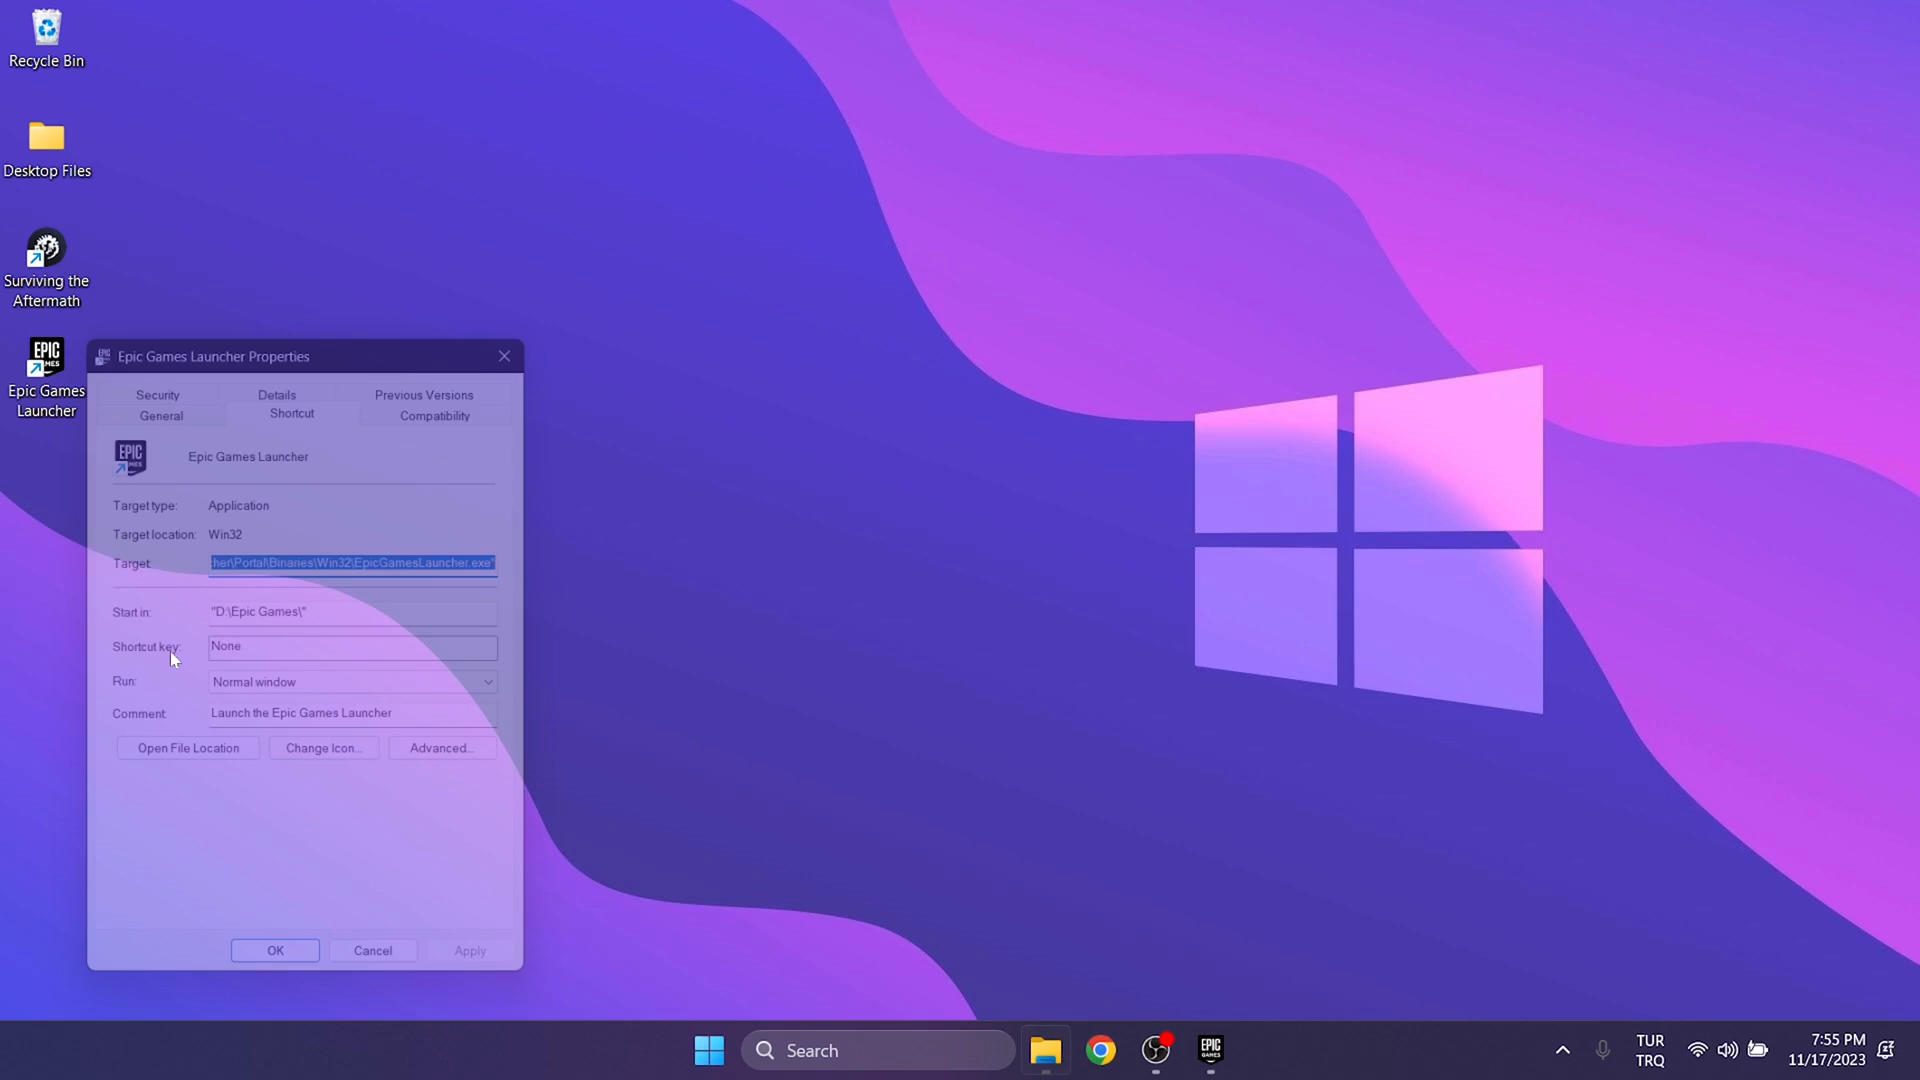 Recycle Bin
Desktop Files
Surviving the
Aftermath
EPIC
GAMES
Epic Games
Launcher
Epic Games Launcher Properties
Security
Details
Previous Versions
General
Shortcut
Compatibility
EPIC
Epic Games Launcher
Target type:
Application
Target location:
Win32
Target:
her\Portal\Binaries\Win32\EpicGamesLauncher.exe"
Start in:
"D:\Epic Games\"
Shortcut key:
None
Run:
Normal window
Comment:
Launch the Epic Games Launcher
Open File Location
Change Icon...
Advanced...
OK
Cancel
Apply
Search
EPIC
GAMES
TUR
TRQ
7:55 PM
11/17/2023